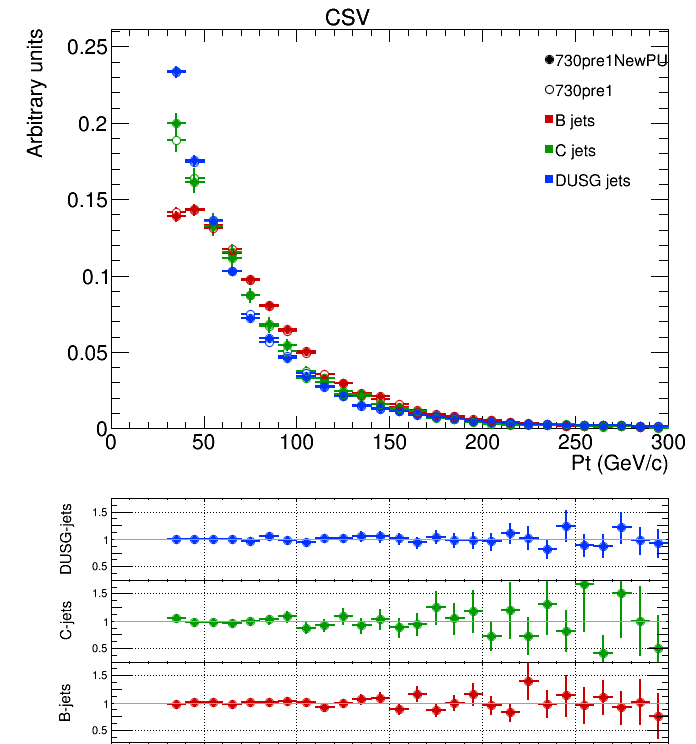 CSV
Arbitrary units
0.25
0.2
0.15
0.1
0.05
0
730pre1NewPU
730pre1
B jets
C jets
DUSG jets
0 50 100 150 200 250 300
Pt (GeV/c)
DUSG-jets
1.5
1
0.5
C-jets
1.5
1
0.5
B-jets
1.5
1
0.5